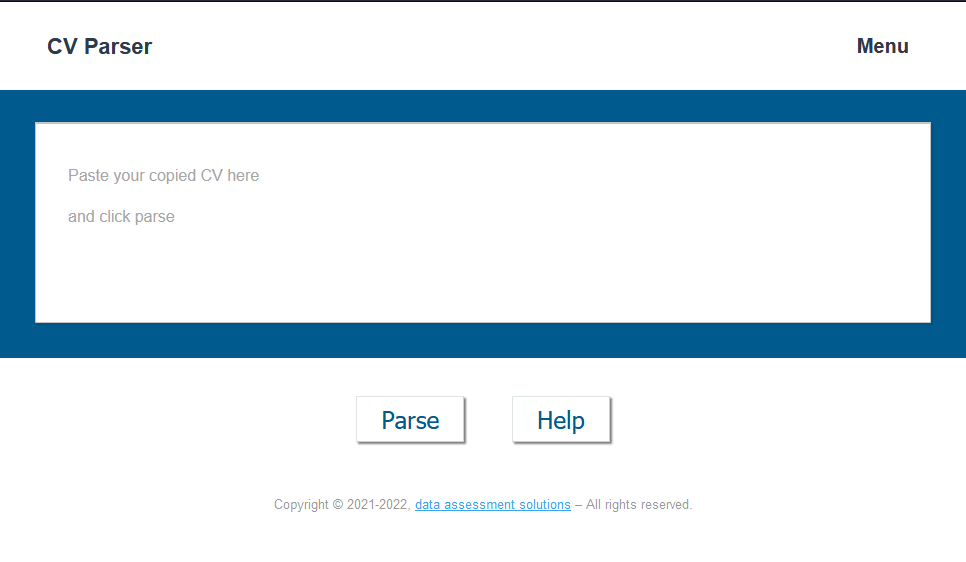 CV Parser
Menu
Paste your copied CV here
and click parse
Parse
Help
Copyright © 2021-2022, data assessment solutions – All rights reserved.